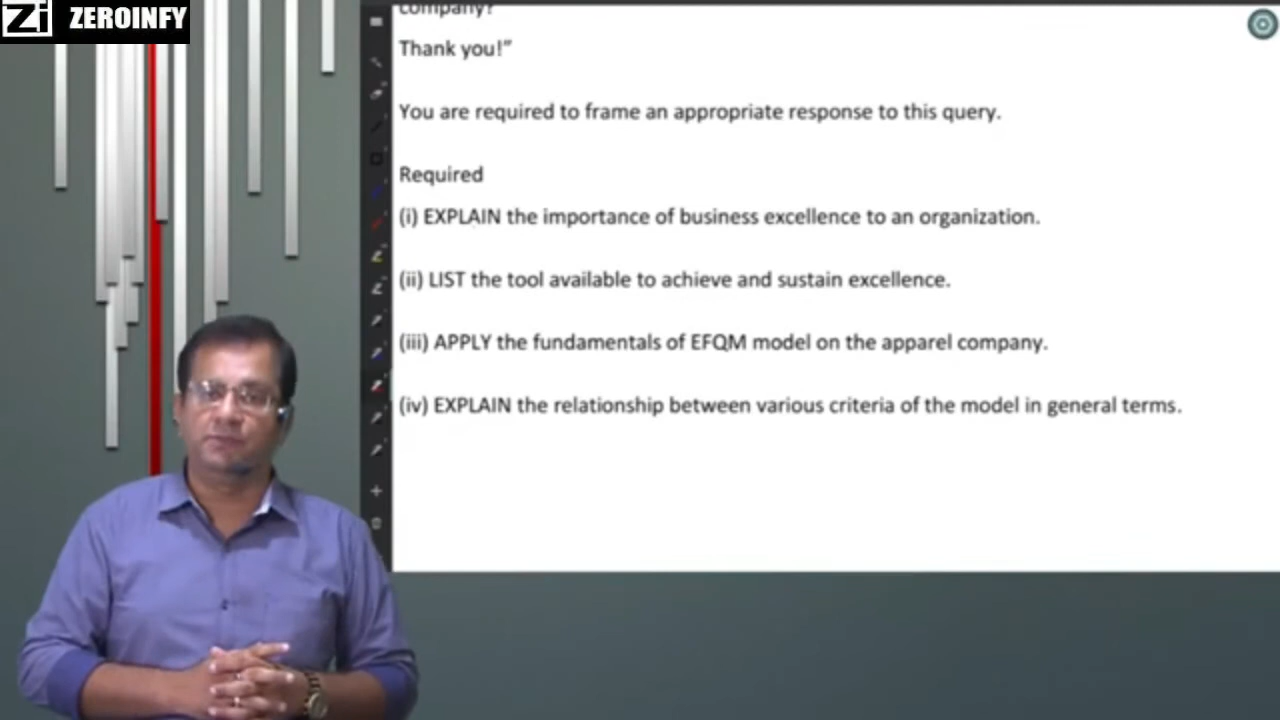 Zi ZEROINFY
company?
Thank you!”
You are required to frame an appropriate response to this query.
Required
(i) EXPLAIN the importance of business excellence to an organization.
(ii) LIST the tool available to achieve and sustain excellence.
(iii) APPLY the fundamentals of EFQM model on the apparel company.
(iv) EXPLAIN the relationship between various criteria of the model in general terms.